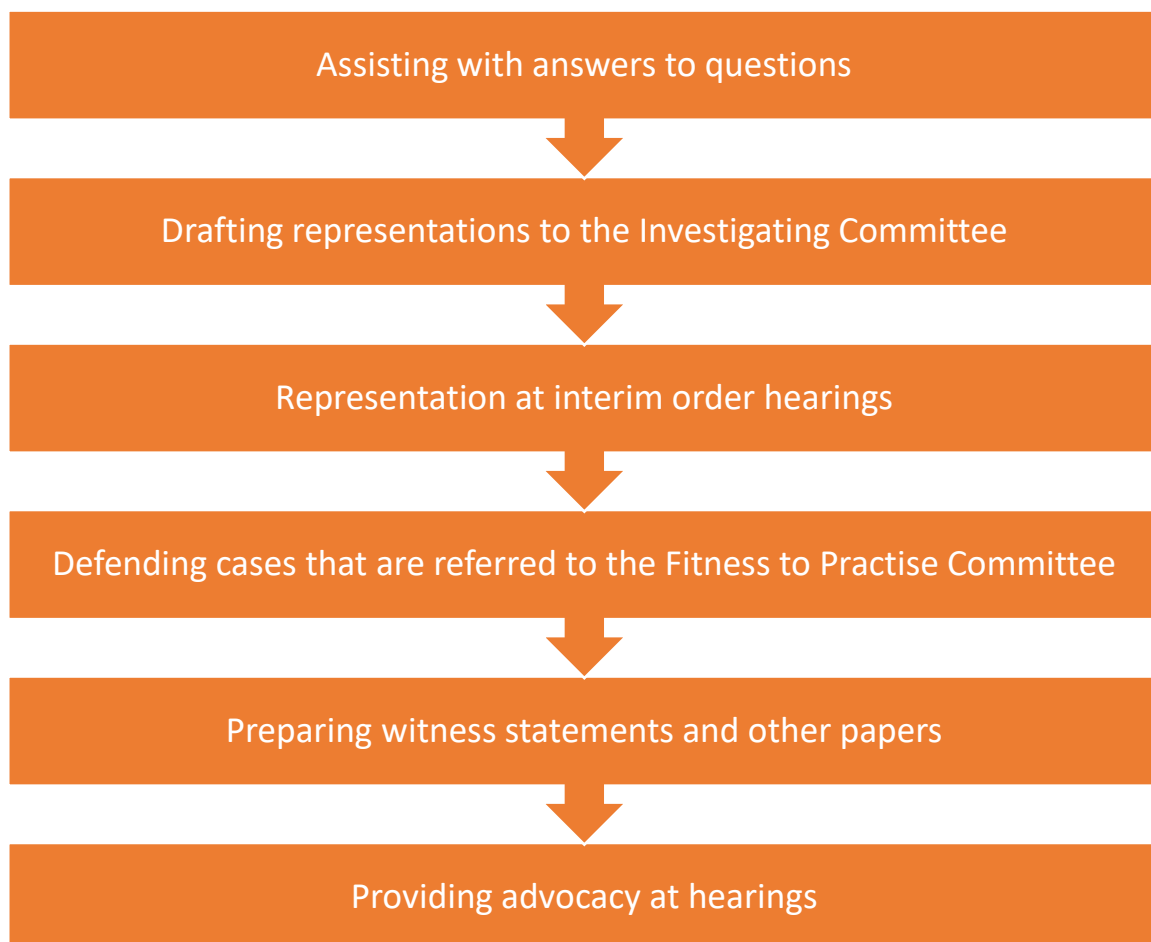 Assisting with answers to questions
Drafting representations to the Investigating Committee
Representation at interim order hearings
Defending cases that are referred to the Fitness to Practise Committee
Preparing witness statements and other papers
Providing advocacy at hearings